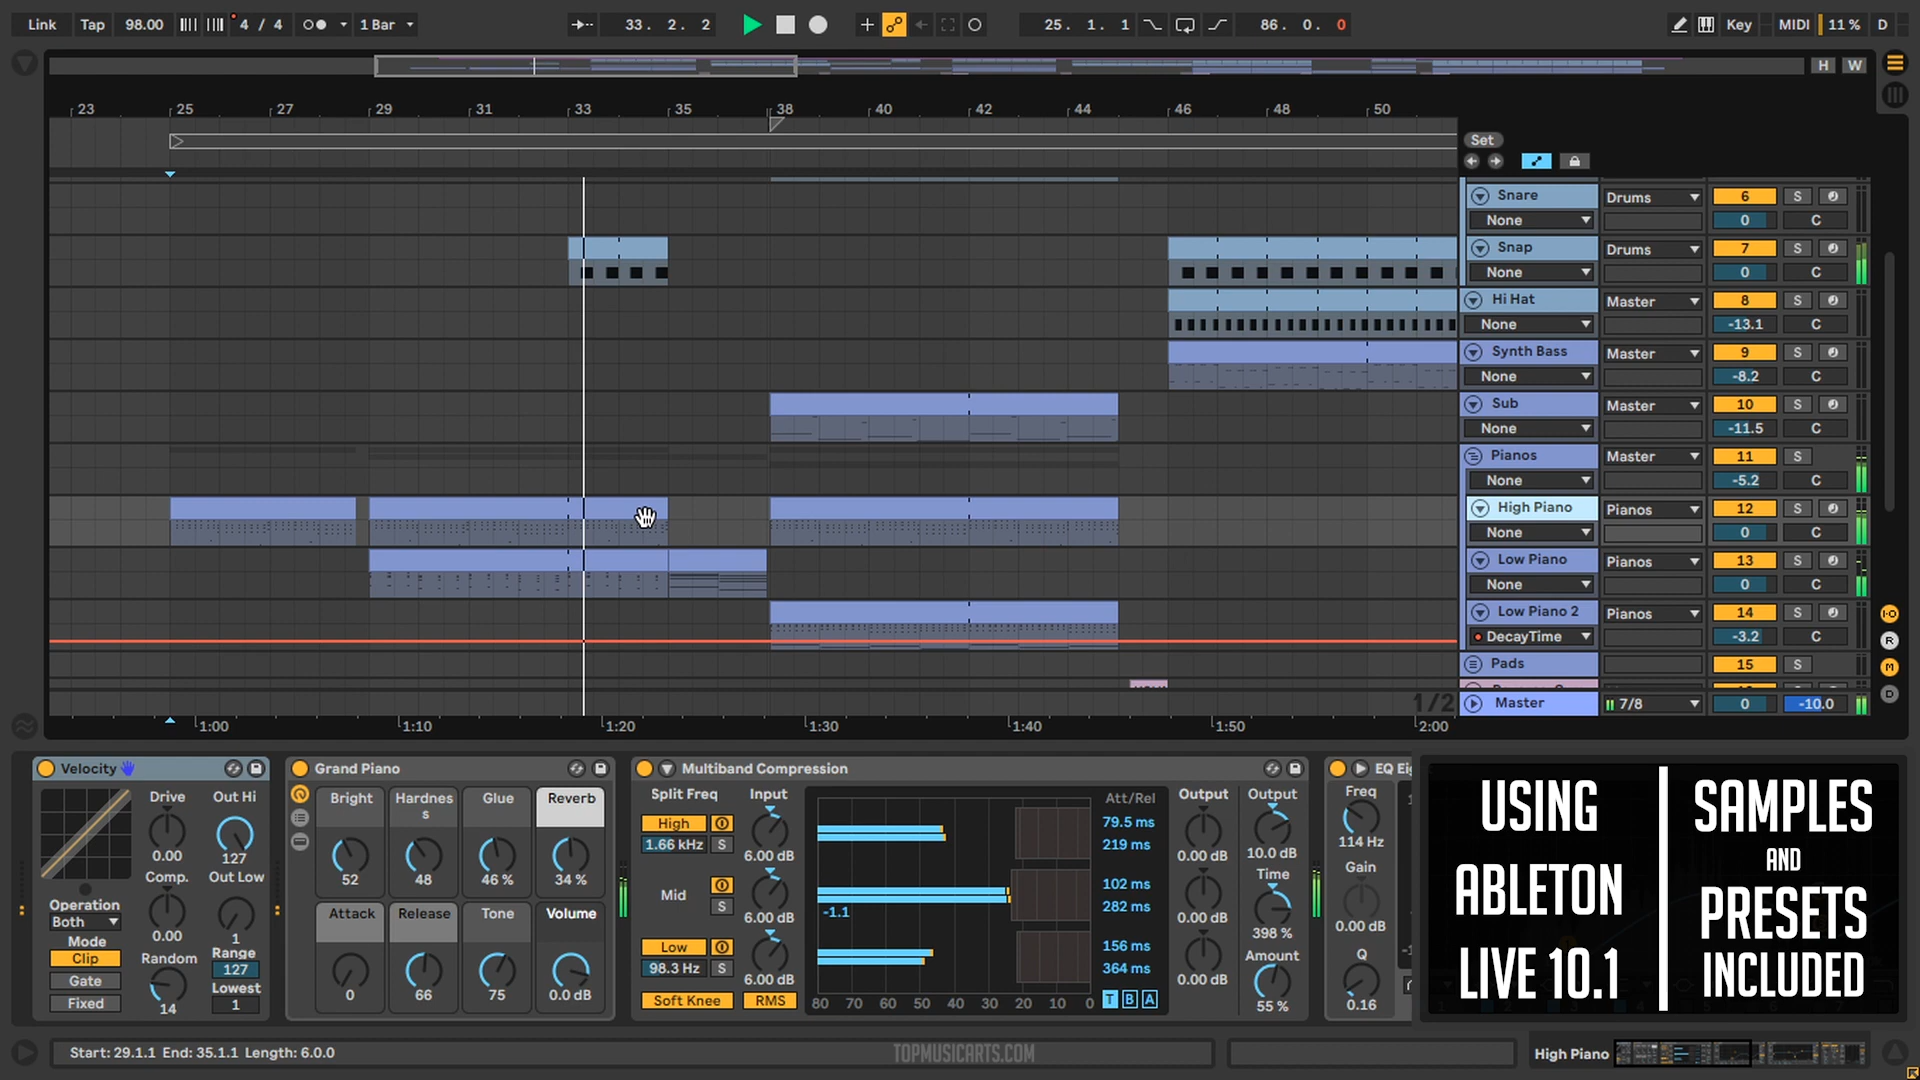 Link Tap 98.00 4 / 4 1 Bar 33. 2. 2 25. 1. 1 86. 0. 0 Key MIDI 11 % D
H W
23 25 27 29 31 33 35 38 40 42 44 46 48 50
Set
Snare Drums 6 S
None 0 C
Snap Drums 7 S
None 0 C
Hi Hat Master 8 S
None -13.1 C
Synth Bass Master 9 S
None -8.2 C
Sub Master 10 S
None -11.5 C
Pianos Master 11 S
None -5.2
High Piano Pianos 12 S
None 0 C
Low Piano Pianos 13 S
None 0 C
Low Piano 2 Pianos 14 S
DecayTime -3.2 C
Pads 15 S
1/2
Master 7/8 0 -10.0
I·O
R
M
D
1:00 1:10 1:20 1:30 1:40 1:50 2:00
Velocity
Drive Out Hi
0.00 127
Comp. Out Low
Operation
Both
0.00 1
Mode
Clip
Gate
Fixed
Random
14
Range
127
Lowest
1
Grand Piano
Bright Hardness Glue Reverb
52 48 46 % 34 %
Attack Release Tone Volume
0 66 75 0.0 dB
Multiband Compression
Split Freq Input Att/Rel Output Output
High 79.5 ms
1.66 kHz S 6.00 dB 219 ms 0.00 dB 10.0 dB
Time
Mid 102 ms
S 6.00 dB -1.1 282 ms 0.00 dB 398 %
Low 156 ms Amount
98.3 Hz S 6.00 dB 364 ms 0.00 dB
Soft Knee RMS 80 70 60 50 40 30 20 10 0 T B A 55 %
EQ Eig
Freq
114 Hz
Gain
0.00 dB
Q
0.16
USING
ABLETON
LIVE 10.1
SAMPLES
AND
PRESETS
INCLUDED
Start: 29.1.1 End: 35.1.1 Length: 6.0.0
TOPMUSICARTS.COM
High Piano